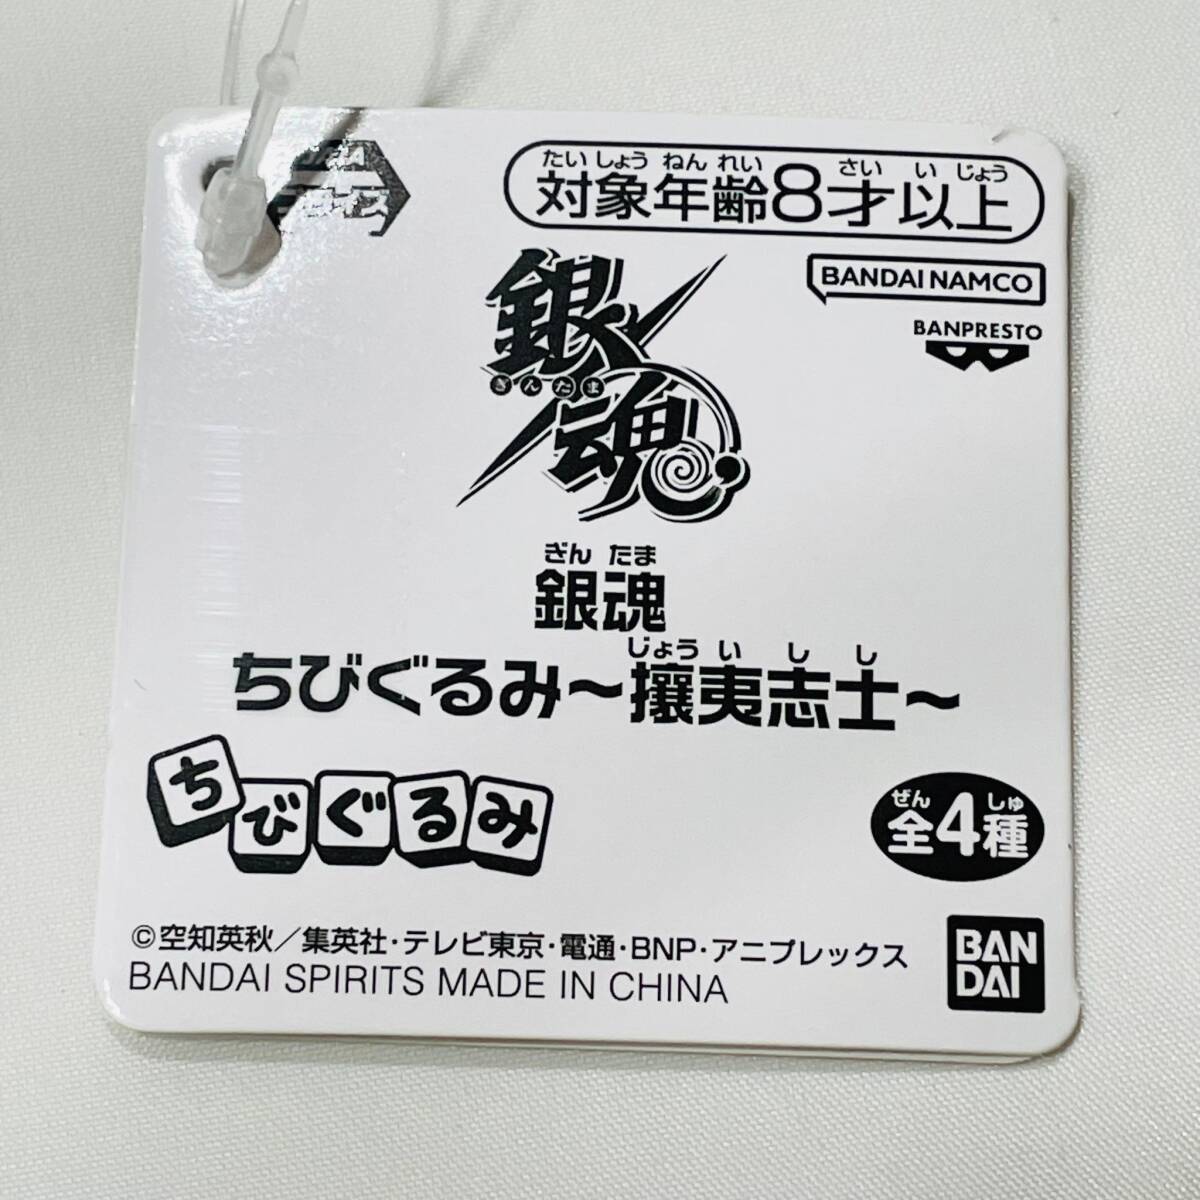 たいしょうねんれい さいいじょう
対象年齢8才以上
BANDAI NAMCO
BANPRESTO
銀魂
ぎんたま
ぎん たま
銀魂
じょういしし
ちびぐるみ～攘夷志士～
ちびぐるみ
ぜん しゅ
全4種
©空知英秋／集英社・テレビ東京・電通・BNP・アニプレックス
BANDAI SPIRITS MADE IN CHINA
BAN
DAI